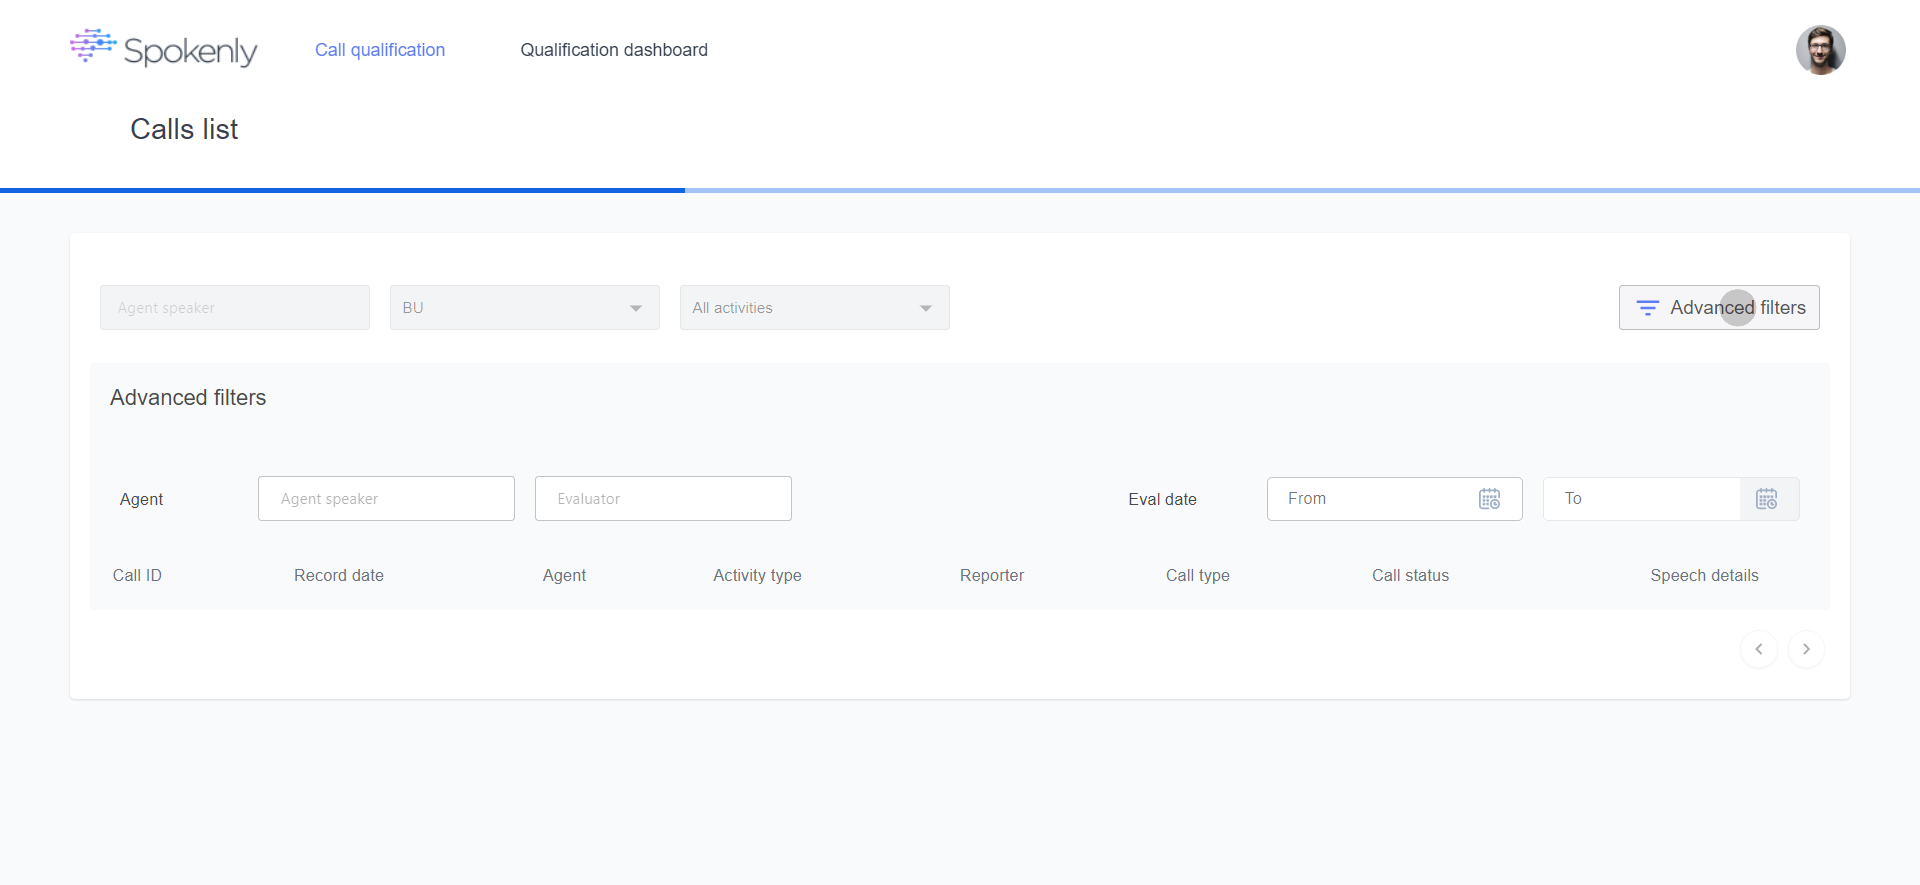 Spokenly
Call qualification
Qualification dashboard
Calls list
Agent speaker
BU
All activities
Advanced filters
Advanced filters
Agent
Agent speaker
Evaluator
Eval date
From
To
Call ID
Record date
Agent
Activity type
Reporter
Call type
Call status
Speech details